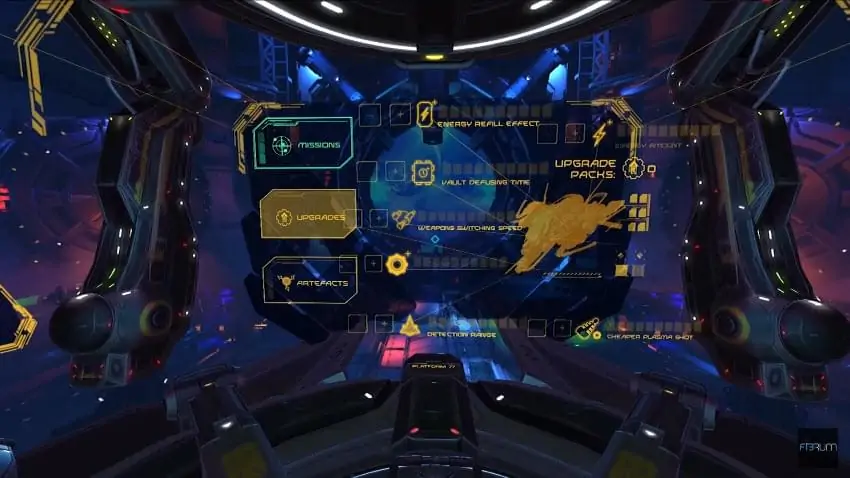 MISSIONS
ENERGY REFILL EFFECT
ENERGY AMOUNT
UPGRADE
PACKS:
VAULT DEFUSING TIME
UPGRADES
WEAPONS SWITCHING SPEED
ARTEFACTS
DETECTION RANGE
CHEAPER PLASMA SHOT
PLATFORM 77